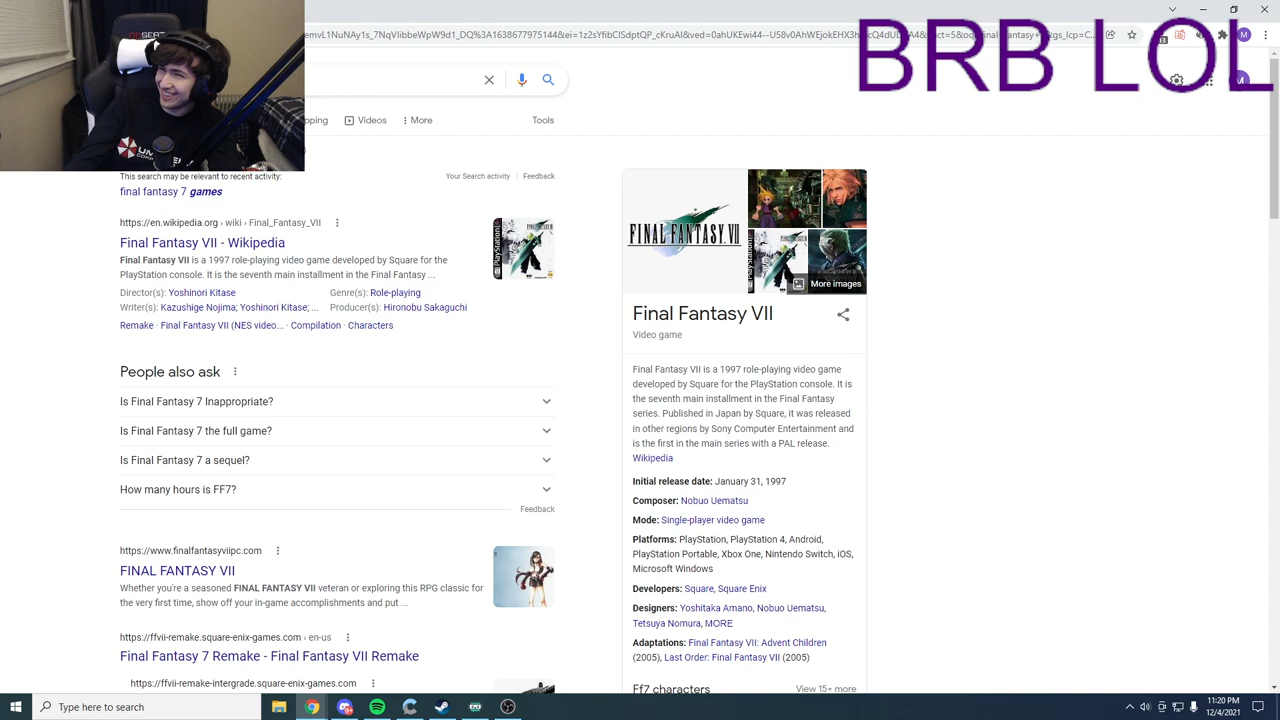 emvL1NuNAy1s_7NqVIibbeWpW9d1_DQ%3A1638677975144&ei=1z2sYfibCISdptQP_cKruAI&ved=0ahUKEwi44
BRB LOL
More
Videos
Tools
This search may be relevant to recent activity:
Your Search activity
Feedback
final fantasy 7 games
https://en.wikipedia.org › wiki › Final_Fantasy_VII
Final Fantasy VII - Wikipedia
Final Fantasy VII is a 1997 role-playing video game developed by Square for the
PlayStation console. It is the seventh main installment in the Final Fantasy ...
Director(s): Yoshinori Kitase Genre(s): Role-playing
Writer(s): Kazushige Nojima; Yoshinori Kitase; ... Producer(s): Hironobu Sakaguchi
Remake · Final Fantasy VII (NES video... · Compilation · Characters
People also ask
Is Final Fantasy 7 Inappropriate?
Is Final Fantasy 7 the full game?
Is Final Fantasy 7 a sequel?
How many hours is FF7?
Feedback
https://www.finalfantasyviipc.com
FINAL FANTASY VII
Whether you're a seasoned FINAL FANTASY VII veteran or exploring this RPG classic for
the very first time, show off your in-game accomplishments and put ...
https://ffvii-remake.square-enix-games.com › en-us
Final Fantasy 7 Remake - Final Fantasy VII Remake
https://ffvii-remake-intergrade.square-enix-games.com
FINAL FANTASY VII
More images
Final Fantasy VII
Video game
Final Fantasy VII is a 1997 role-playing video game
developed by Square for the PlayStation console. It is
the seventh main installment in the Final Fantasy
series. Published in Japan by Square, it was released
in other regions by Sony Computer Entertainment and
is the first in the main series with a PAL release.
Wikipedia
Initial release date: January 31, 1997
Composer: Nobuo Uematsu
Mode: Single-player video game
Platforms: PlayStation, PlayStation 4, Android,
PlayStation Portable, Xbox One, Nintendo Switch, iOS,
Microsoft Windows
Developers: Square, Square Enix
Designers: Yoshitaka Amano, Nobuo Uematsu,
Tetsuya Nomura, MORE
Adaptations: Final Fantasy VII: Advent Children
(2005), Last Order: Final Fantasy VII (2005)
Ff7 characters
View 15+ more
Type here to search
11:20 PM
12/4/2021